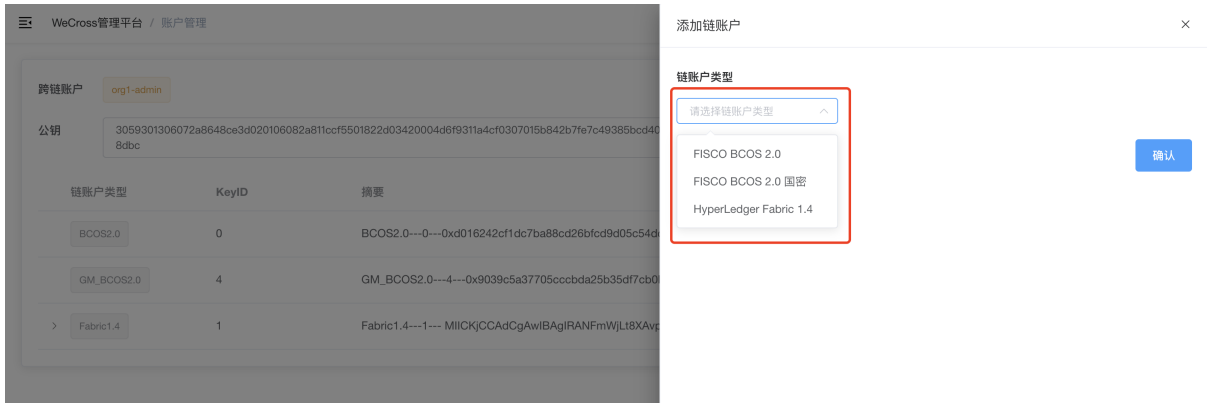 WeCross管理平台 / 账户管理
跨链账户 org1-admin
公钥 3059301306072a8648ce3d020106082a811ccf5501822d03420004d6f9311a4cf0307015b842b7fe7c49385bcd40
8dbc
链账户类型 KeyID 摘要
BCOS2.0 0 BCOS2.0---0---0xd016242cf1dc7ba88cd26bfcd9d05c54d
GM_BCOS2.0 4 GM_BCOS2.0---4---0x9039c5a37705cccbda25b35df7cb0
Fabric1.4 1 Fabric1.4---1--- MIICKjCCAdCgAwIBAgIRANFmWjLt8XAvp
添加链账户
链账户类型
请选择链账户类型
FISCO BCOS 2.0
FISCO BCOS 2.0 国密
HyperLedger Fabric 1.4
确认